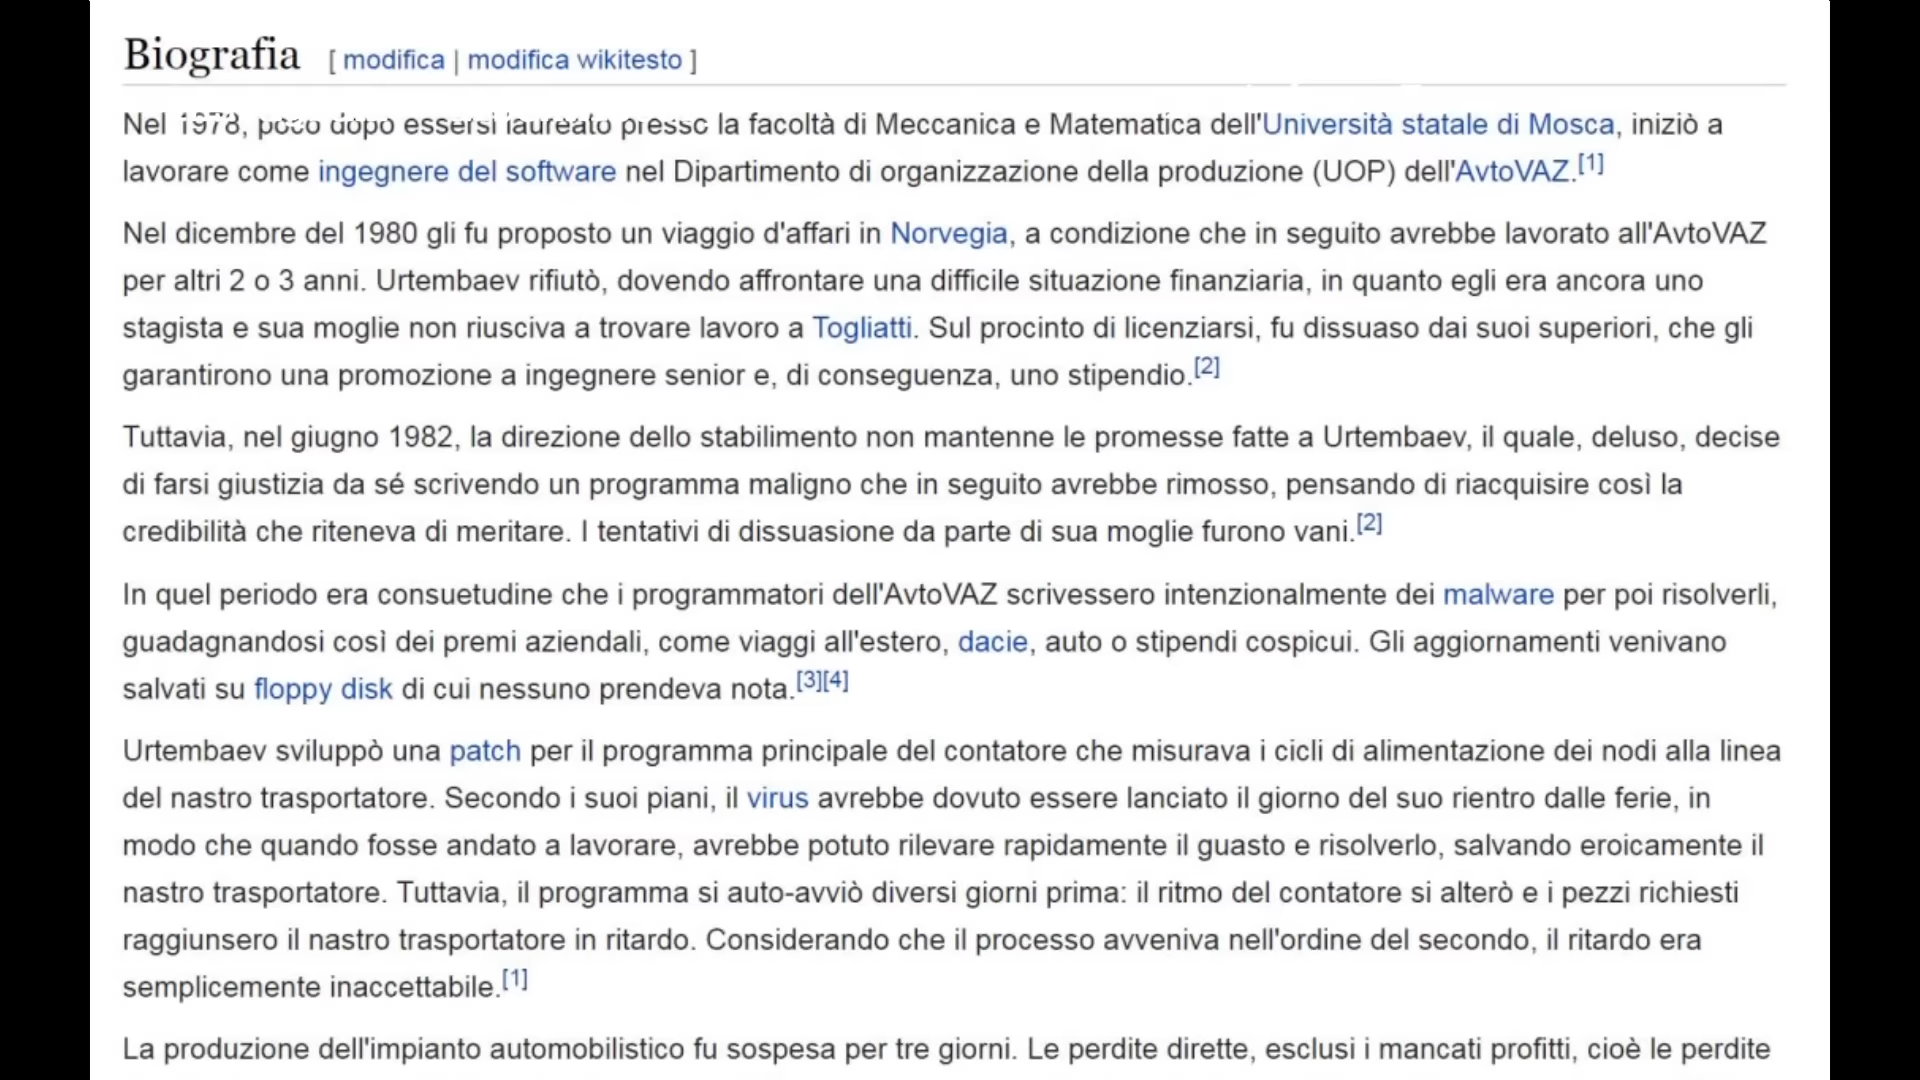 Biografia [ modifica | modifica wikitesto ]
Nel 1978, poco dopo essersi laureato presso la facoltà di Meccanica e Matematica dell'Università statale di Mosca, iniziò a
lavorare come ingegnere del software nel Dipartimento di organizzazione della produzione (UOP) dell'AvtoVAZ.[1]
Nel dicembre del 1980 gli fu proposto un viaggio d'affari in Norvegia, a condizione che in seguito avrebbe lavorato all'AvtoVAZ
per altri 2 o 3 anni. Urtembaev rifiutò, dovendo affrontare una difficile situazione finanziaria, in quanto egli era ancora uno
stagista e sua moglie non riusciva a trovare lavoro a Togliatti. Sul procinto di licenziarsi, fu dissuaso dai suoi superiori, che gli
garantirono una promozione a ingegnere senior e, di conseguenza, uno stipendio.[2]
Tuttavia, nel giugno 1982, la direzione dello stabilimento non mantenne le promesse fatte a Urtembaev, il quale, deluso, decise
di farsi giustizia da sé scrivendo un programma maligno che in seguito avrebbe rimosso, pensando di riacquisire così la
credibilità che riteneva di meritare. I tentativi di dissuasione da parte di sua moglie furono vani.[2]
In quel periodo era consuetudine che i programmatori dell'AvtoVAZ scrivessero intenzionalmente dei malware per poi risolverli,
guadagnandosi così dei premi aziendali, come viaggi all'estero, dacie, auto o stipendi cospicui. Gli aggiornamenti venivano
salvati su floppy disk di cui nessuno prendeva nota.[3][4]
Urtembaev sviluppò una patch per il programma principale del contatore che misurava i cicli di alimentazione dei nodi alla linea
del nastro trasportatore. Secondo i suoi piani, il virus avrebbe dovuto essere lanciato il giorno del suo rientro dalle ferie, in
modo che quando fosse andato a lavorare, avrebbe potuto rilevare rapidamente il guasto e risolverlo, salvando eroicamente il
nastro trasportatore. Tuttavia, il programma si auto-avviò diversi giorni prima: il ritmo del contatore si alterò e i pezzi richiesti
raggiunsero il nastro trasportatore in ritardo. Considerando che il processo avveniva nell'ordine del secondo, il ritardo era
semplicemente inaccettabile.[1]
La produzione dell'impianto automobilistico fu sospesa per tre giorni. Le perdite dirette, esclusi i mancati profitti, cioè le perdite